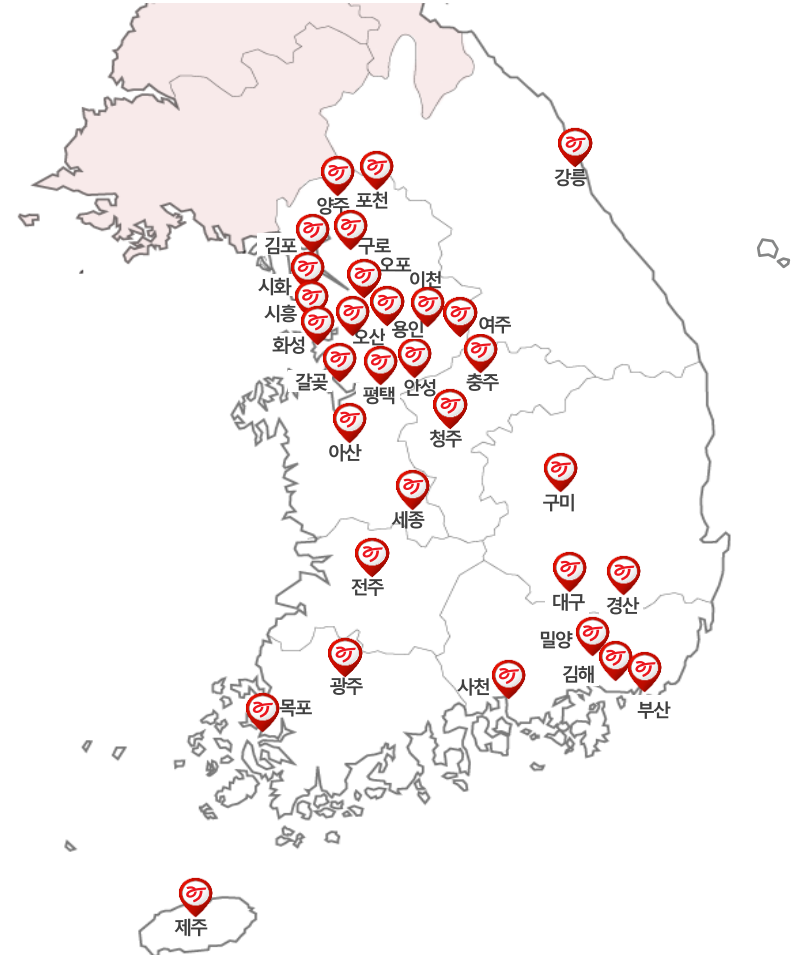 강릉
양주
포천
김포
구로
오포
시화
이천
시흥
용인
여주
오산
화성
갈곶
평택
안성
충주
청주
아산
구미
세종
전주
대구
경산
밀양
김해
광주
사천
목포
부산
제주